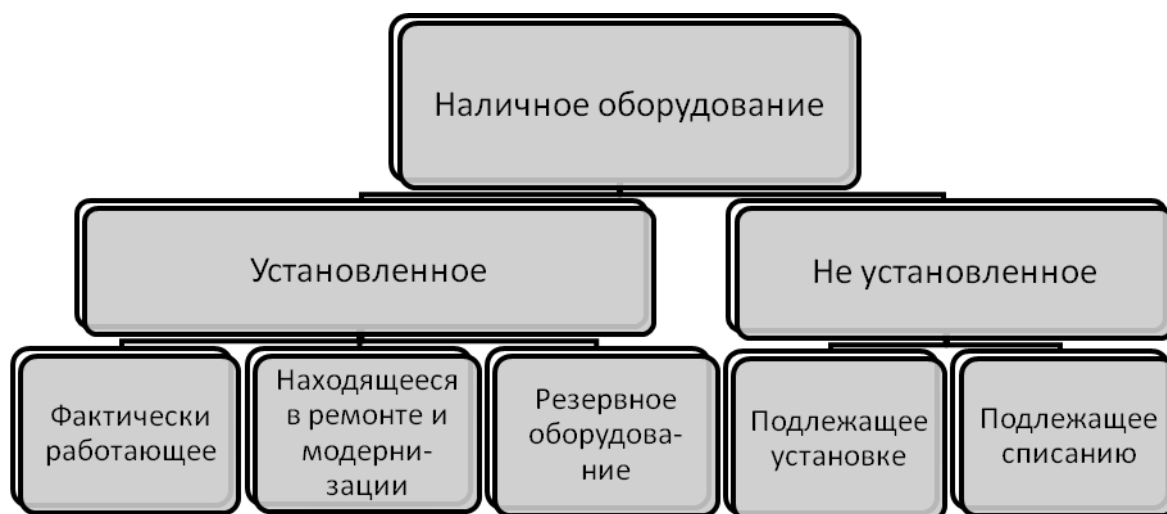 Наличное оборудование
Установленное
Не установленное
Фактически
работающее
Находящееся
в ремонте и
модерни-
зации
Резервное
оборудова-
ние
Подлежащее
установке
Подлежащее
списанию